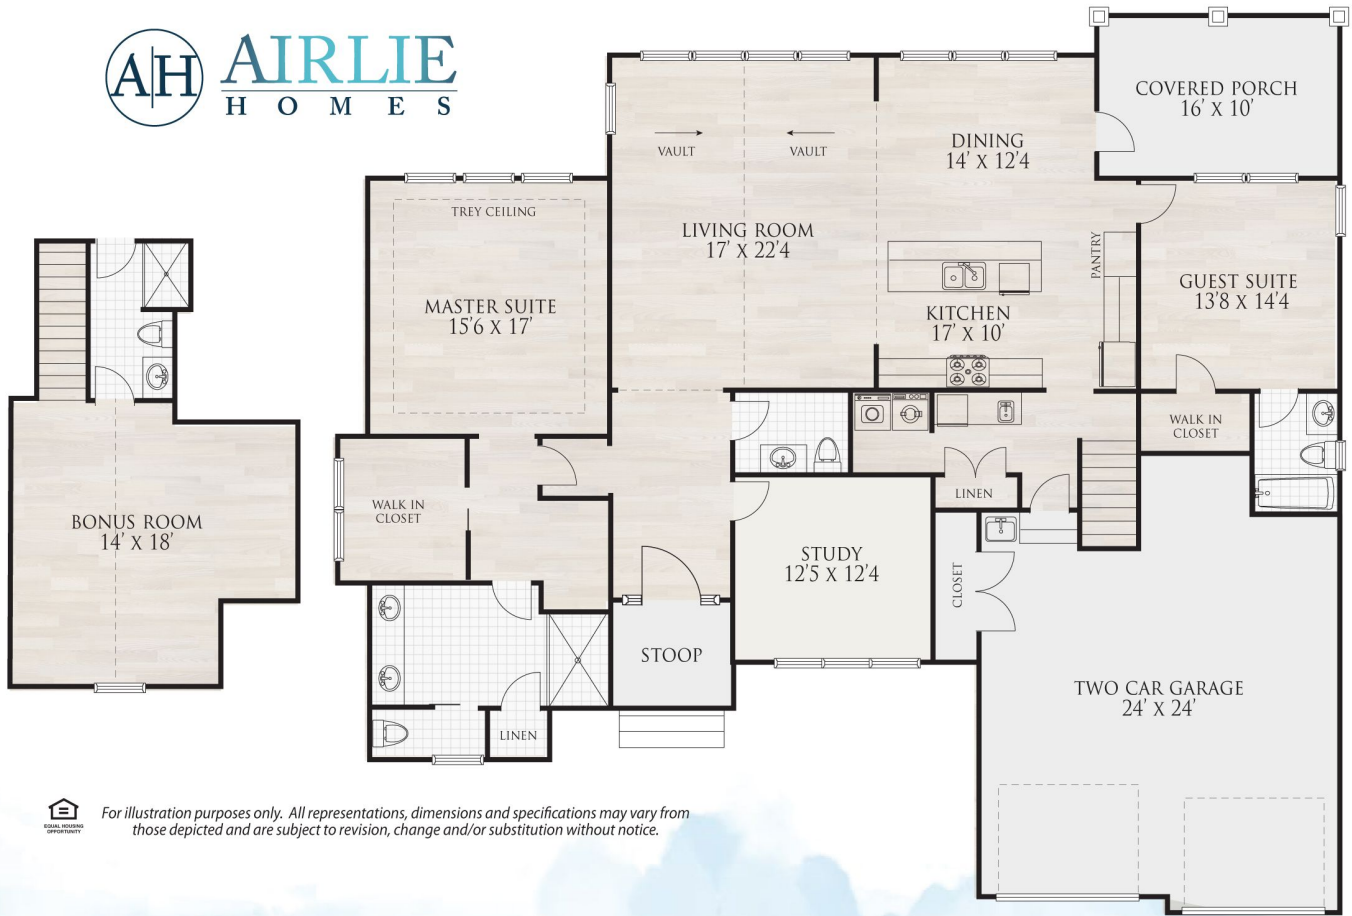 A|H AIRLIE
HOMES
COVERED PORCH
16' X 10'
VAULT
VAULT
DINING
14' X 12'4
TREY CEILING
LIVING ROOM
17' X 22'4
PANTRY
GUEST SUITE
13'8 X 14'4
MASTER SUITE
15'6 X 17'
KITCHEN
17' X 10'
WALK IN
CLOSET
WALK IN
CLOSET
LINEN
BONUS ROOM
14' X 18'
STUDY
12'5 X 12'4
CLOSET
STOOP
TWO CAR GARAGE
24' X 24'
LINEN
EQUAL HOUSING
OPPORTUNITY
For illustration purposes only. All representations, dimensions and specifications may vary from
those depicted and are subject to revision, change and/or substitution without notice.